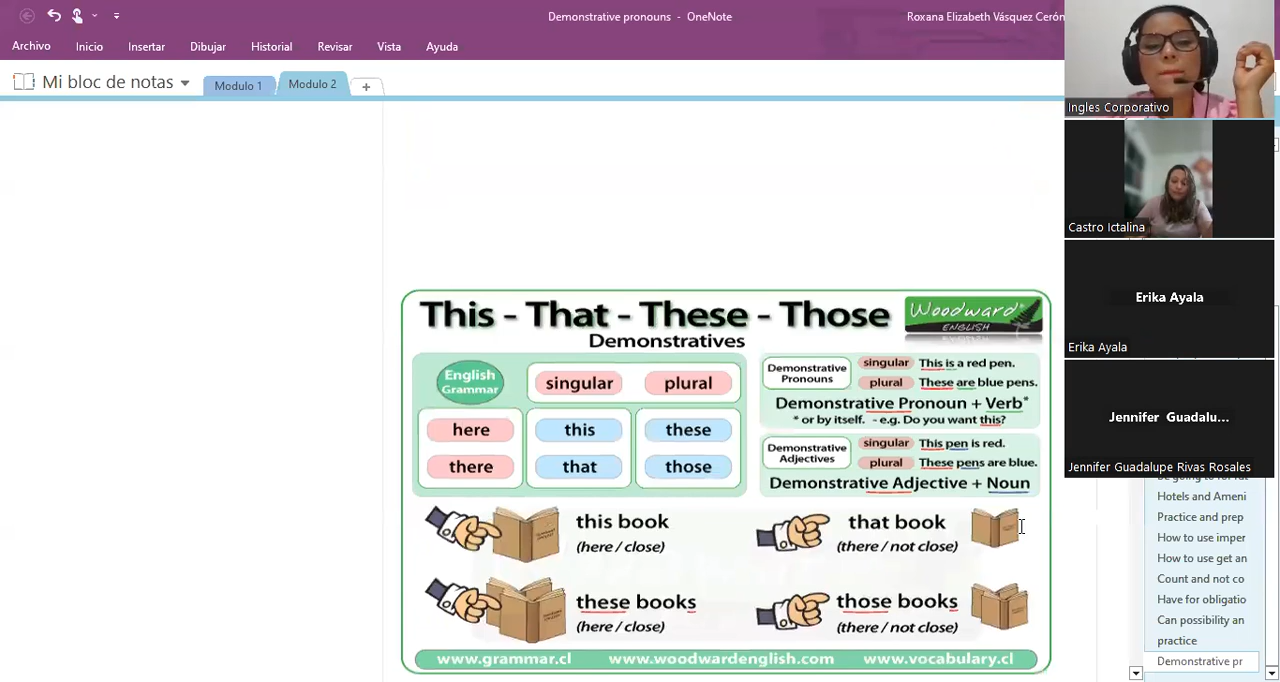 Demonstrative pronouns - OneNote
Roxana Elizabeth Vásquez Cerón
Archivo Inicio Insertar Dibujar Historial Revisar Vista Ayuda
Mi bloc de notas Modulo 1 Modulo 2 +
This - That - These - Those
Demonstratives
Woodward
ENGLISH
English
Grammar
singular plural
here this these
there that those
Demonstrative
Pronouns
singular This is a red pen.
plural These are blue pens.
Demonstrative Pronoun + Verb*
* or by itself. - e.g. Do you want this?
Demonstrative
Adjectives
singular This pen is red.
plural These pens are blue.
Demonstrative Adjective + Noun
this book
(here / close)
that book
(there / not close)
these books
(here / close)
those books
(there / not close)
www.grammar.cl www.woodwardenglish.com www.vocabulary.cl
Ingles Corporativo
Castro Ictalina
Erika Ayala
Erika Ayala
Jennifer Guadalu...
Jennifer Guadalupe Rivas Rosales
Hotels and Ameni
Practice and prep
How to use imper
How to use get an
Count and not co
Have for obligatio
Can possibility an
practice
Demonstrative pr